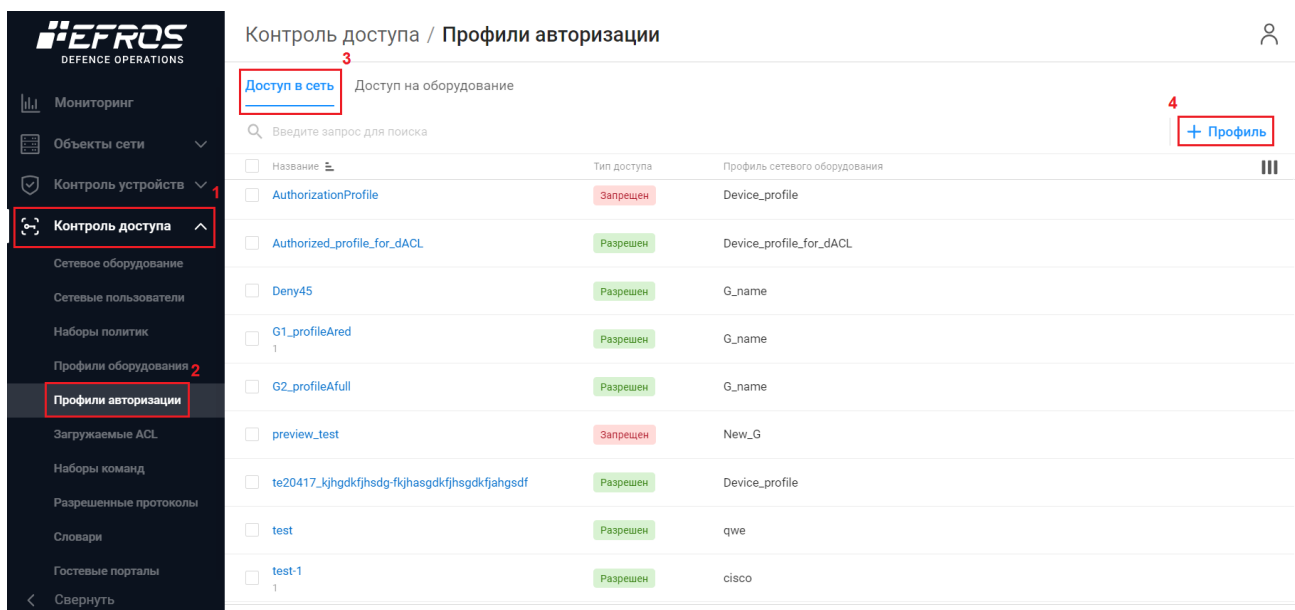 EFROS
DEFENCE OPERATIONS
Мониторинг
Объекты сети
Контроль устройств
1
Контроль доступа
Сетевое оборудование
Сетевые пользователи
Наборы политик
Профили оборудования
2
Профили авторизации
Загружаемые ACL
Наборы команд
Разрешенные протоколы
Словари
Гостевые порталы
Свернуть
Контроль доступа / Профили авторизации
3
Доступ в сеть Доступ на оборудование
4
Введите запрос для поиска
+ Профиль
Название Тип доступа Профиль сетевого оборудования
AuthorizationProfile Запрещен Device_profile
Authorized_profile_for_dACL Разрешен Device_profile_for_dACL
Deny45 Разрешен G_name
G1_profileAred Разрешен G_name
1
G2_profileAfull Разрешен G_name
preview_test Запрещен New_G
te20417_kjhgdkfjhsdg-fkjhasgdkfjhsgdkfjahgsdf Разрешен Device_profile
test Разрешен qwe
test-1 Разрешен cisco
1